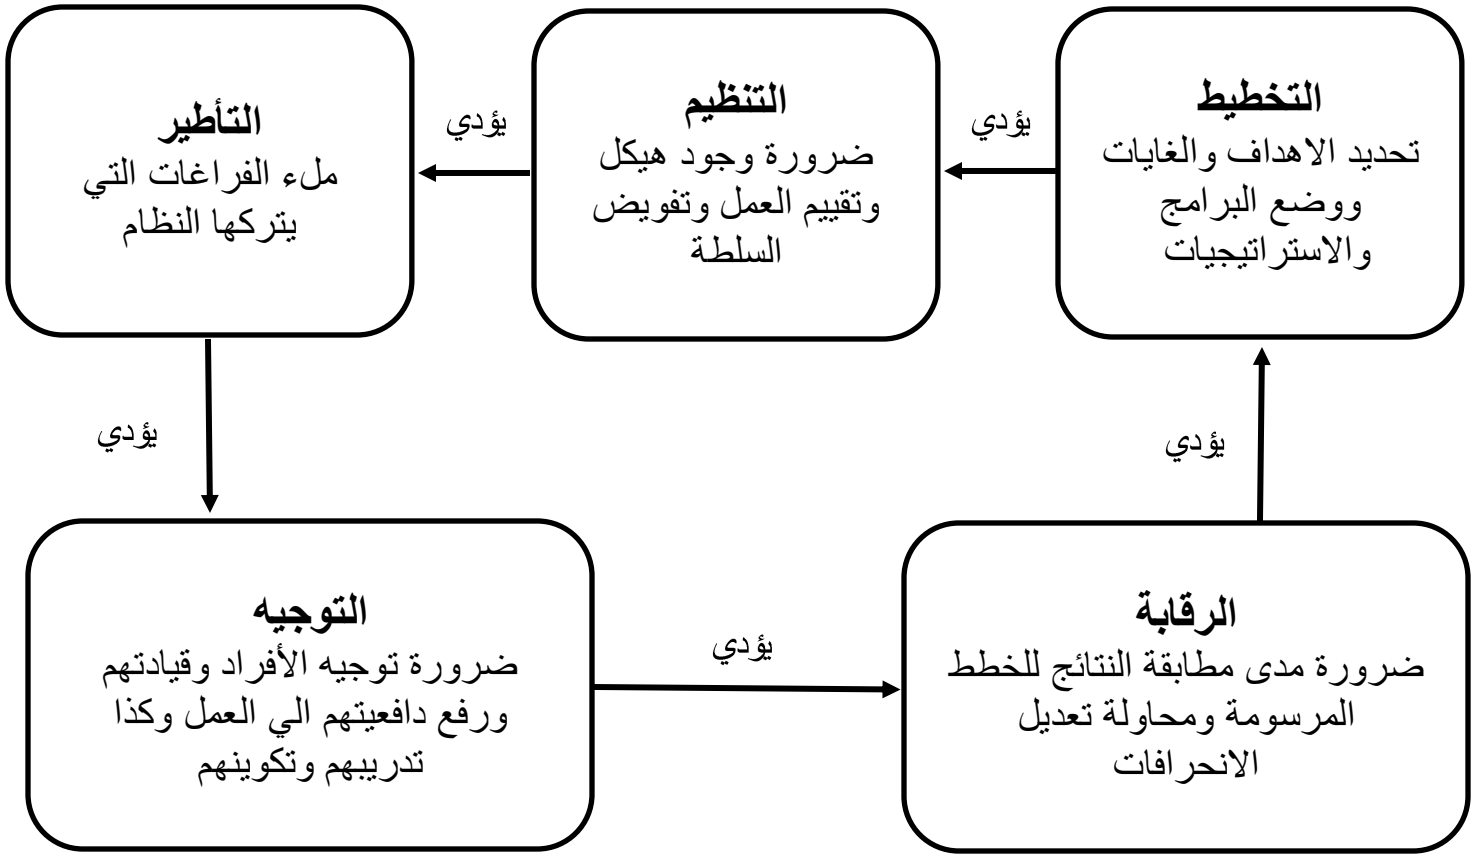 التخطيط
تحديد الاهداف والغايات
ووضع البرامج
والاستراتيجيات
يؤدي
التنظيم
ضرورة وجود هيكل
وتقييم العمل وتفويض
السلطة
يؤدي
التأطير
ملء الفراغات التي
يتركها النظام
يؤدي
التوجيه
ضرورة توجيه الأفراد وقيادتهم
ورفع دافعيتهم الي العمل وكذا
تدريبهم وتكوينهم
يؤدي
الرقابة
ضرورة مدى مطابقة النتائج للخطط
المرسومة ومحاولة تعديل
الانحرافات
يؤدي